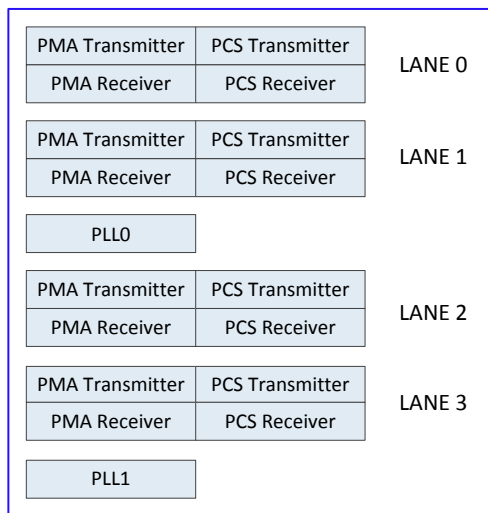 PMA Transmitter PCS Transmitter
LANE 0
PMA Receiver PCS Receiver
PMA Transmitter PCS Transmitter
LANE 1
PMA Receiver PCS Receiver
PLL0
PMA Transmitter PCS Transmitter
LANE 2
PMA Receiver PCS Receiver
PMA Transmitter PCS Transmitter
LANE 3
PMA Receiver PCS Receiver
PLL1